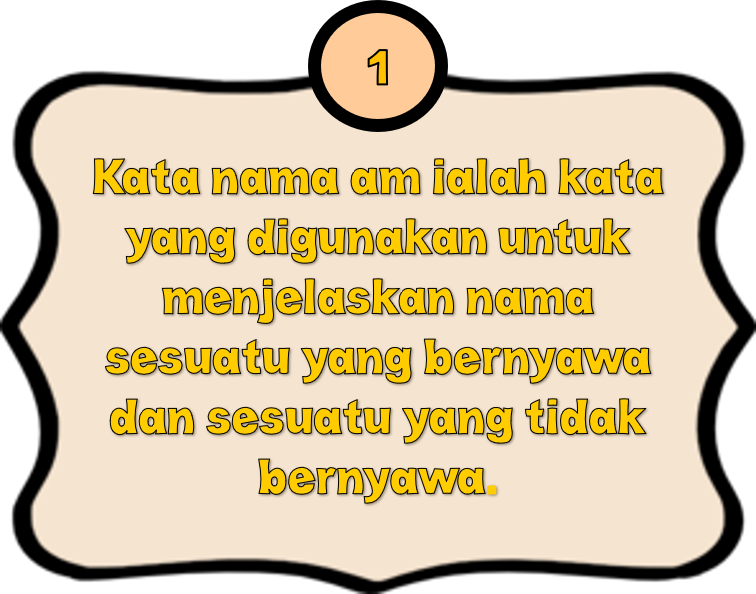 1
Kata nama am ialah kata
yang digunakan untuk
menjelaskan nama
sesuatu yang bernyawa
dan sesuatu yang tidak
bernyawa.